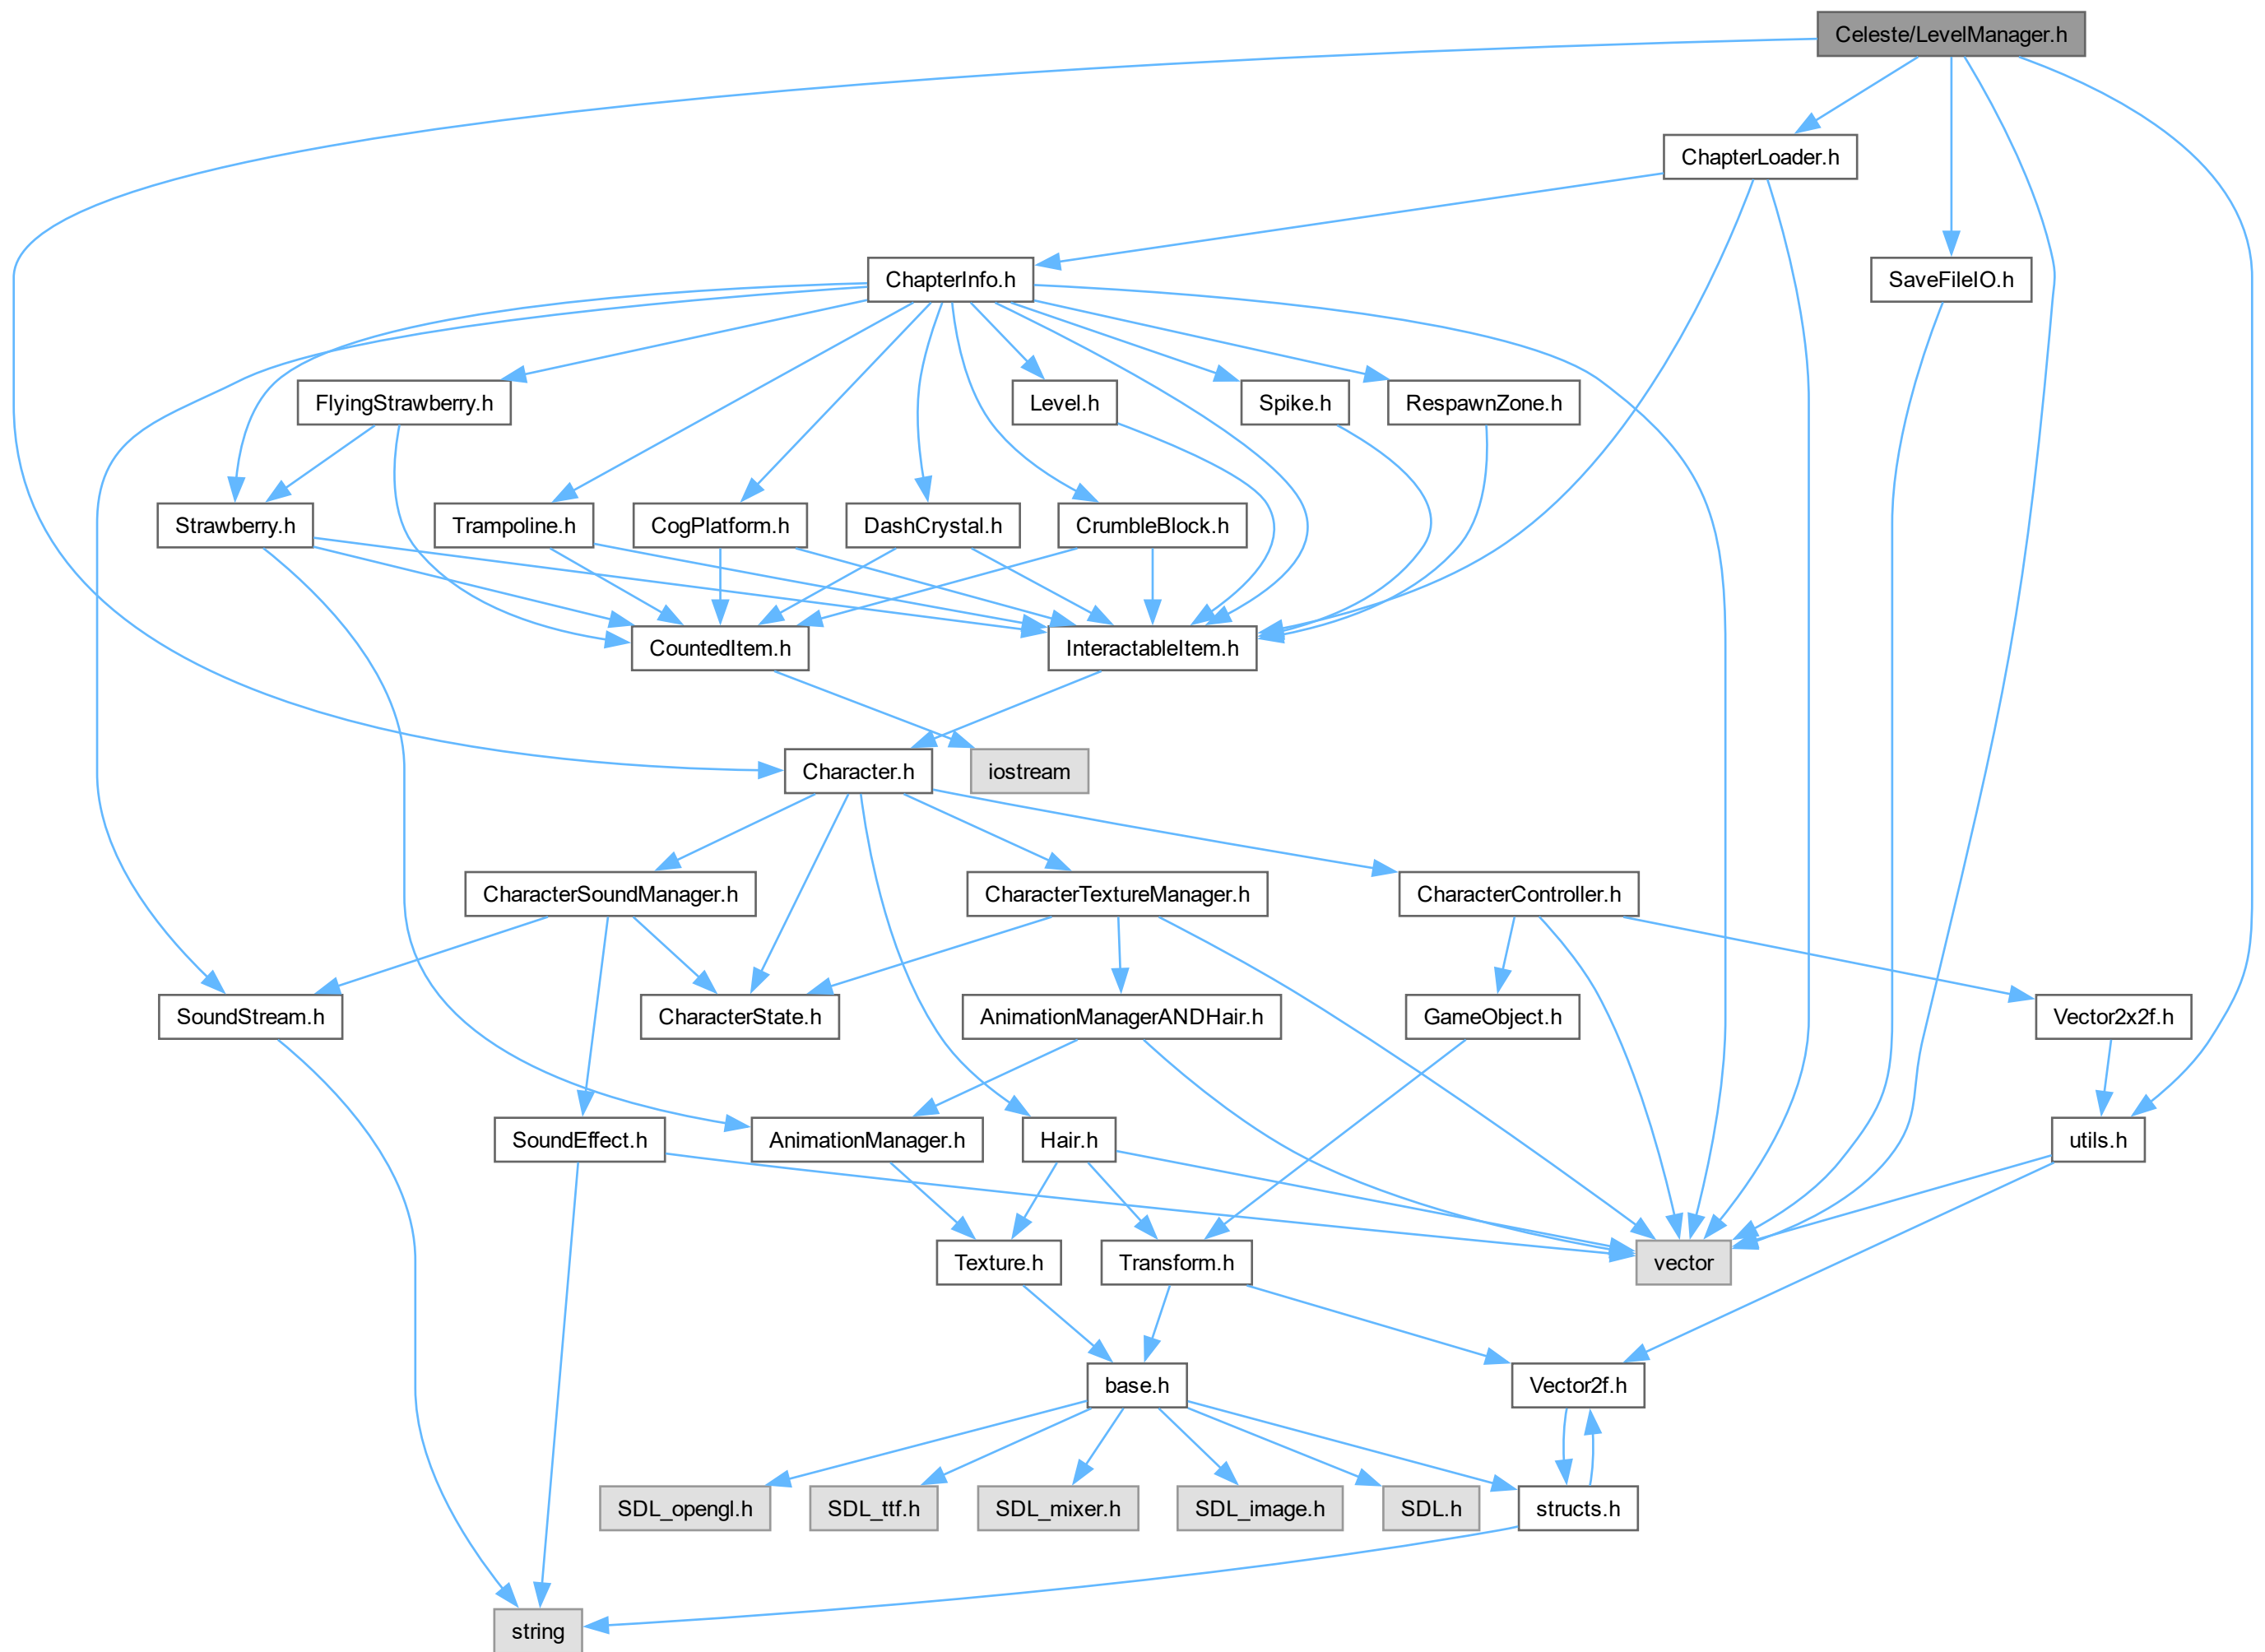 Celeste/LevelManager.h
ChapterLoader.h
ChapterInfo.h
SaveFileIO.h
FlyingStrawberry.h
Level.h
Spike.h
RespawnZone.h
Strawberry.h
Trampoline.h
CogPlatform.h
DashCrystal.h
CrumbleBlock.h
CountedItem.h
InteractableItem.h
Character.h
iostream
CharacterSoundManager.h
CharacterTextureManager.h
CharacterController.h
SoundStream.h
CharacterState.h
AnimationManagerANDHair.h
GameObject.h
Vector2x2f.h
SoundEffect.h
AnimationManager.h
Hair.h
utils.h
Texture.h
Transform.h
vector
base.h
Vector2f.h
SDL_opengl.h
SDL_ttf.h
SDL_mixer.h
SDL_image.h
SDL.h
structs.h
string